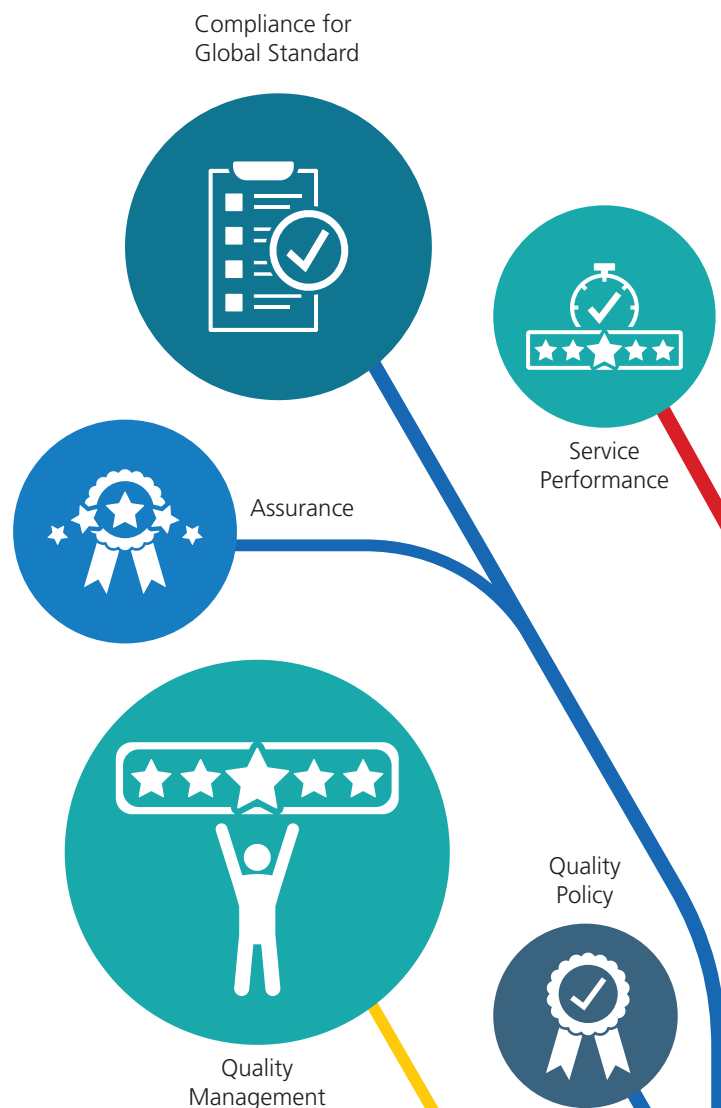 Compliance for
Global Standard
Service
Performance
Assurance
Quality
Policy
Quality
Management